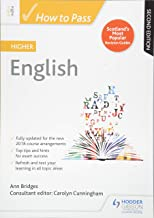 How to Pass
SECOND EDITION
HIGHER
English
Scotland's
Most Popular
Revision Guides
Fully updated for the new
2018 course arrangements
Top tips and hints
for exam success
Refresh and test your
learning in all topic areas
Ann Bridges
Consultant editor: Carolyn Cunningham
HODDER
GIBSON